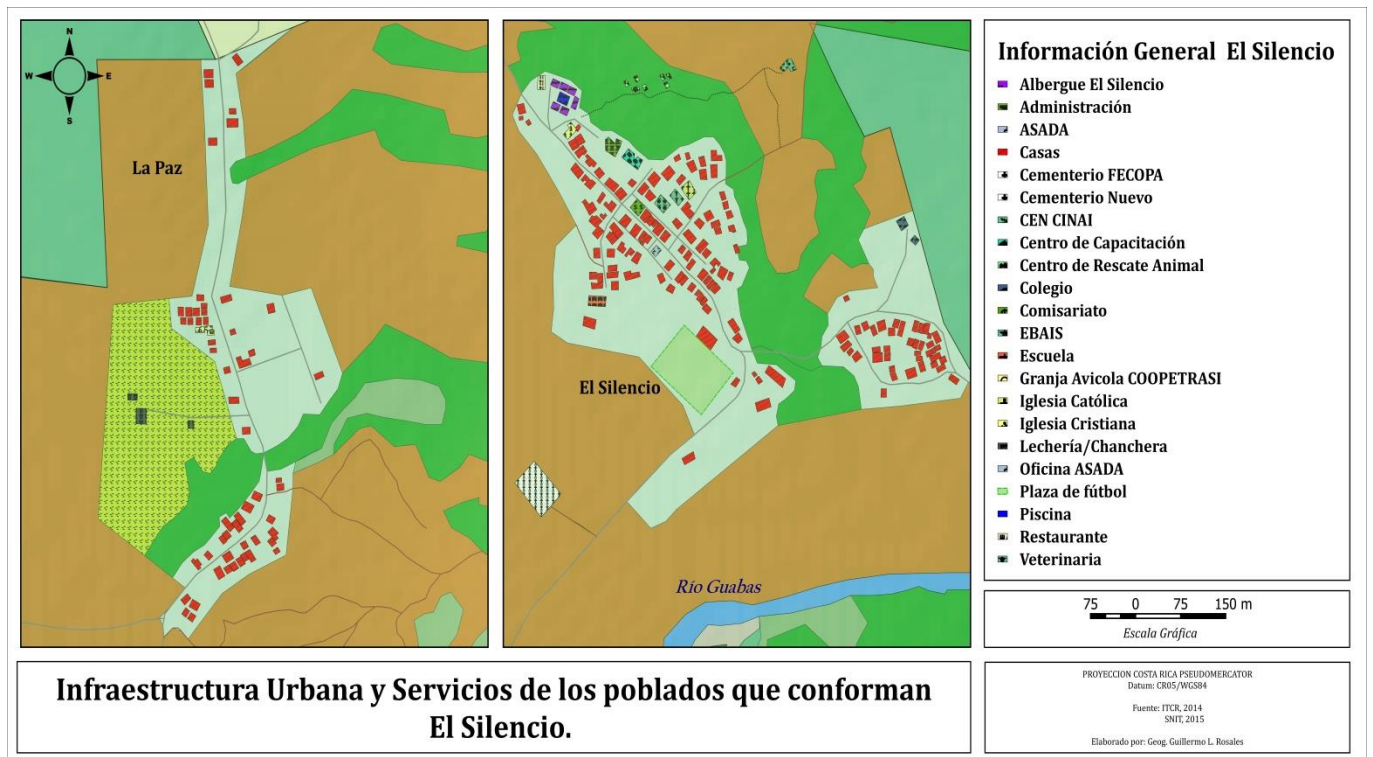 N
W E
S
La Paz
El Silencio
Río Guabas
Información General El Silencio
Albergue El Silencio
Administración
ASADA
Casas
Cementerio FECOPA
Cementerio Nuevo
CEN CINAI
Centro de Capacitación
Centro de Rescate Animal
Colegio
Comisariato
EBAIS
Escuela
Granja Avicola COOPETRASI
Iglesia Católica
Iglesia Cristiana
Lechería/Chanchera
Oficina ASADA
Plaza de fútbol
Piscina
Restaurante
Veterinaria
75 0 75 150 m
Escala Gráfica
Infraestructura Urbana y Servicios de los poblados que conforman
El Silencio.
PROYECCION COSTA RICA PSEUDOMERCATOR
Datum: CR05/WGS84
Fuente: ITCR, 2014
SNIT, 2015
Elaborado por: Geog. Guillermo L. Rosales